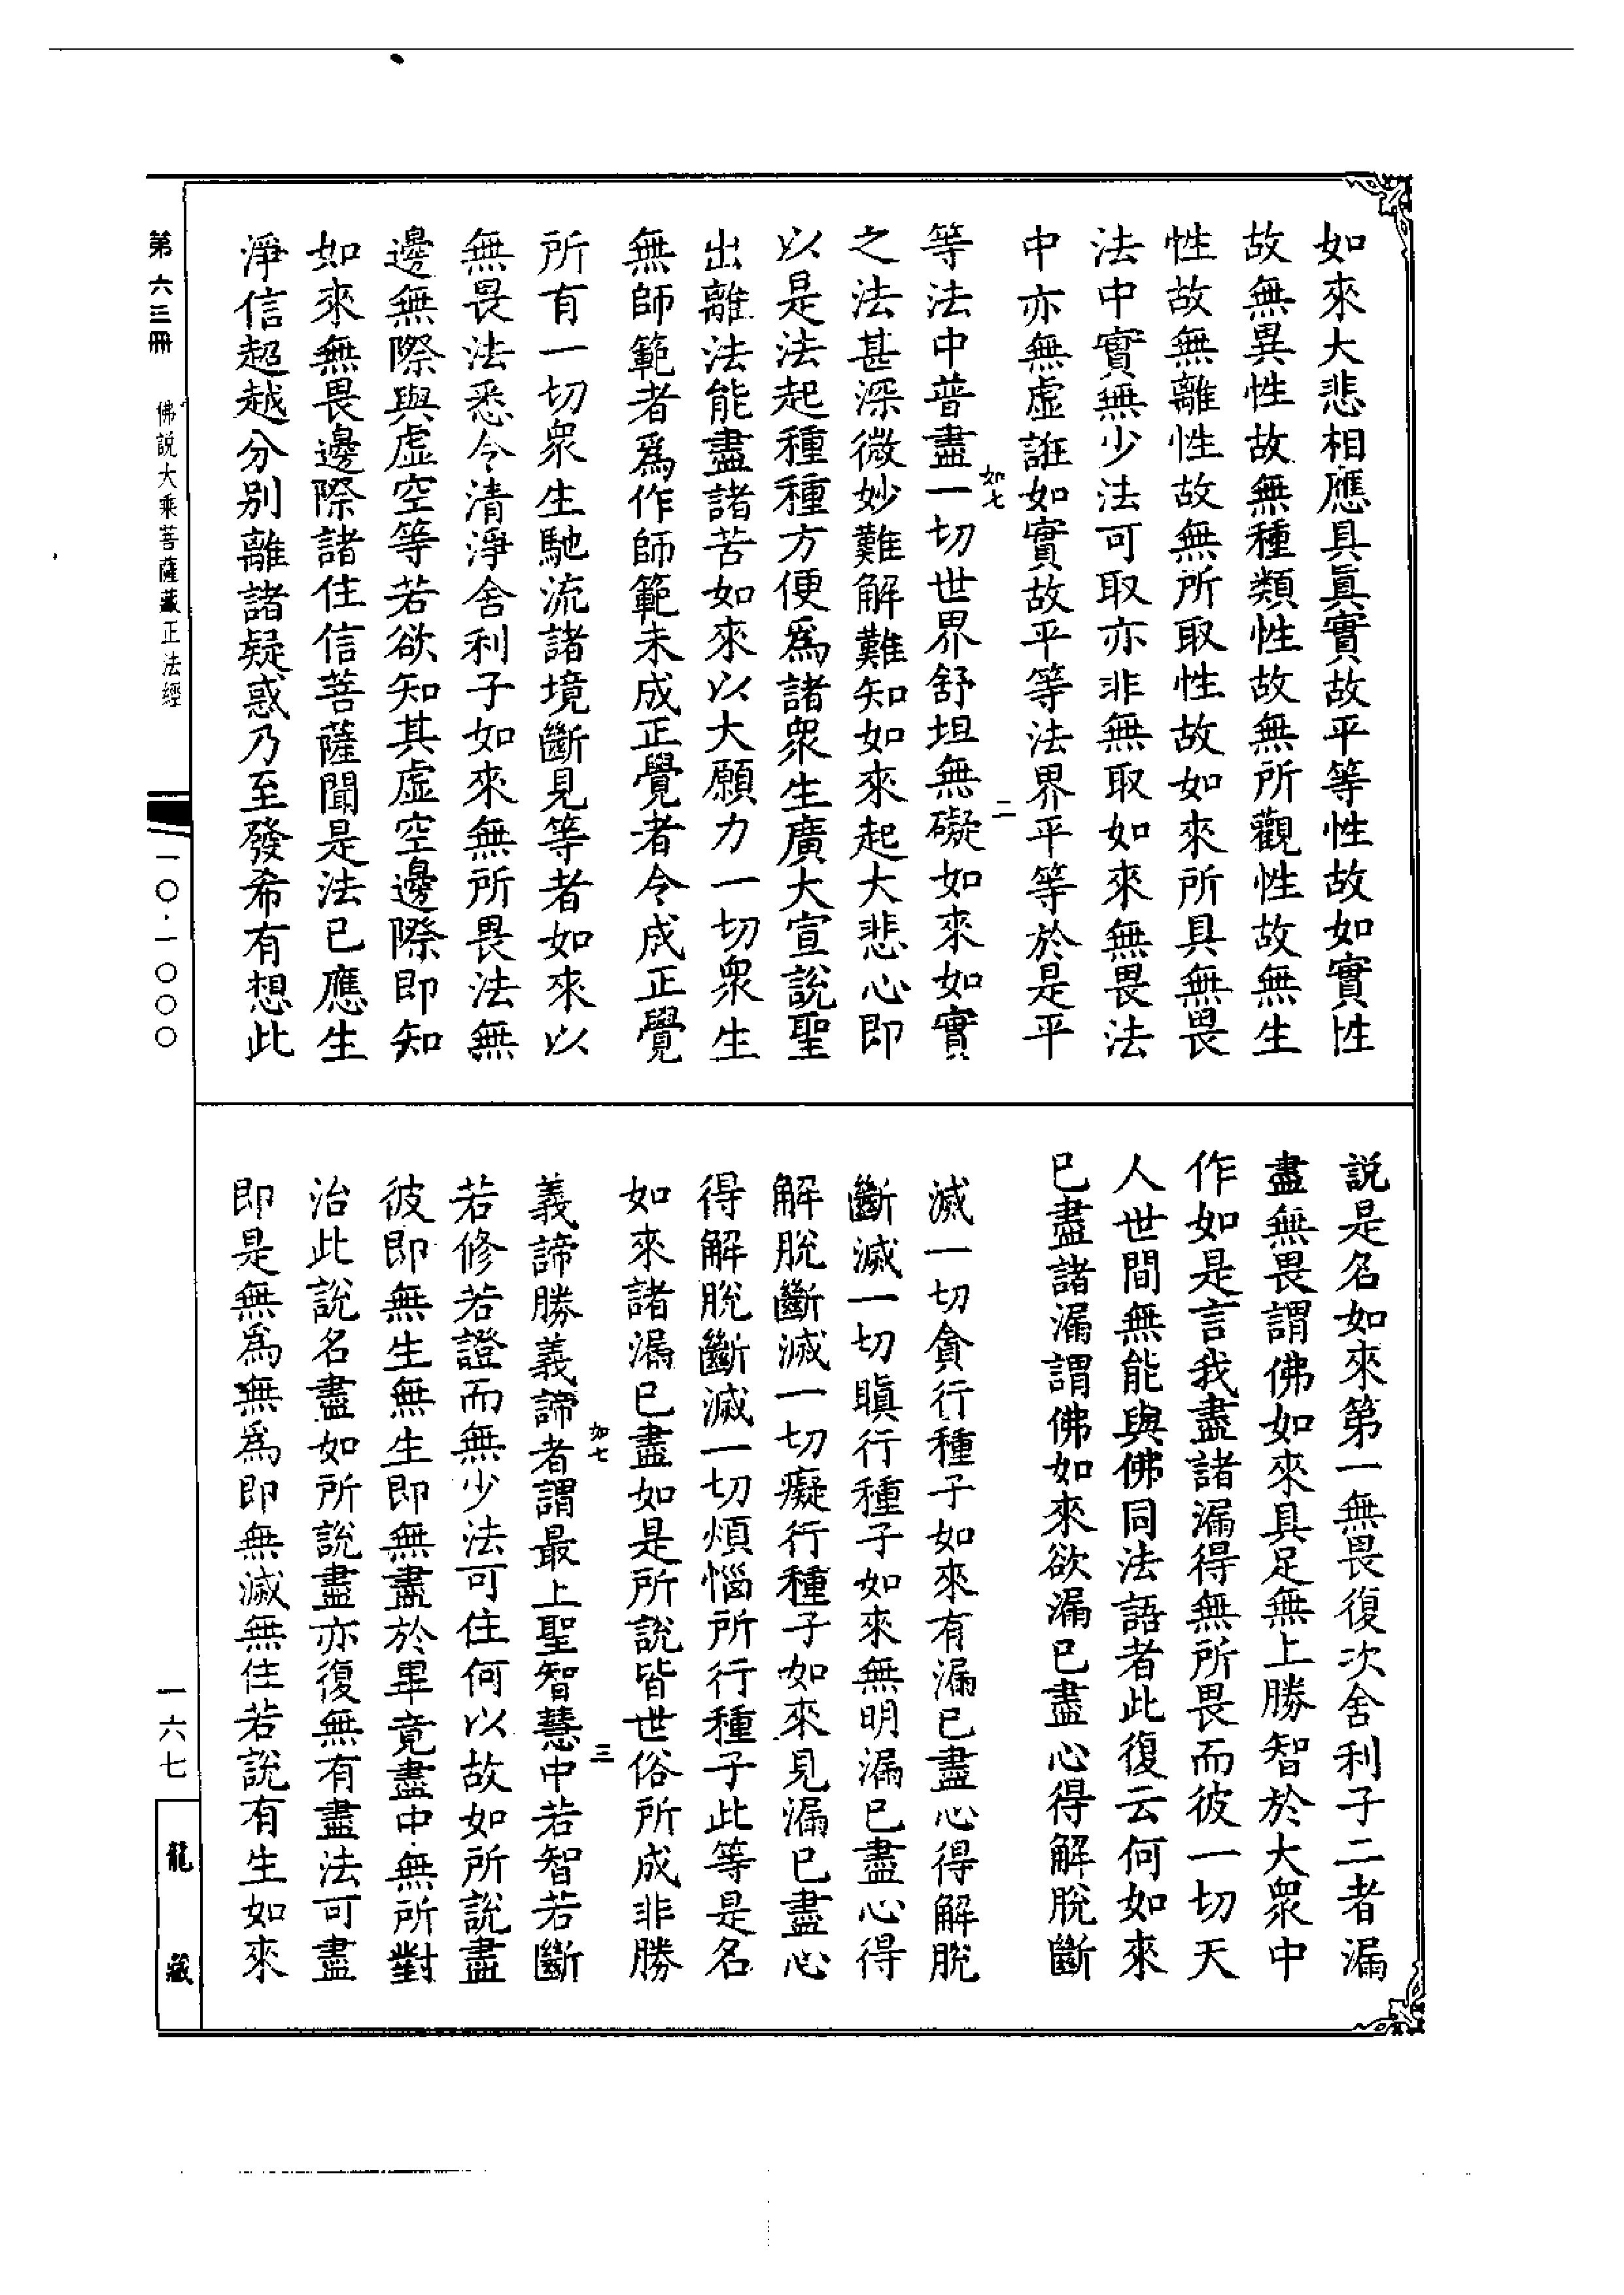 如來大悲相應具眞實故平等性故如實性
故無異性故無種類性故無所觀性故無生
性故無離性故無所取性故如來所具無畏
法中實無少法可取亦非無取如來無畏法
中亦無虛誑如實故平等法界平等於是平
如七
二
等法中普盡一切世界舒坦無礙如來如實
之法甚深微妙難解難知如來起大悲心即
以是法起種種方便爲諸衆生廣大宣說聖
出離法能盡諸苦如來以大願力一切衆生
無師範者爲作師範未成正覺者令成正覺
所有一切衆生馳流諸境斷見等者如來以
無畏法悉令清淨舍利子如來無所畏法無
邊無際與虛空等若欲知其虛空邊際即知
如來無畏邊際諸住信菩薩聞是法已應生
淨信超越分別離諸疑惑乃至發希有想此
說是名如來第一無畏復次舍利子二者漏
盡無畏謂佛如來具足無上勝智於大衆中
作如是言我盡諸漏得無所畏而彼一切天
人世間無能與佛同法語者此復云何如來
已盡諸漏謂佛如來欲漏已盡心得解脫斷
滅一切貪行種子如來有漏已盡心得解脫
斷滅一切瞋行種子如來無明漏已盡心得
解脫斷滅一切癡行種子如來見漏已盡心
得解脫斷滅一切煩惱所行種子此等是名
如來諸漏已盡如是所說皆世俗所成非勝
如七
三
義諦勝義諦者謂最上聖智慧中若智若斷
若修若證而無少法可住何以故如所說盡
彼即無生無生即無盡於畢竟盡中無所對
治此說名盡如所說盡亦復無有盡法可盡
即是無爲無爲即無滅無住若說有生如來
第六三冊
佛說大乘菩薩藏正法經
一〇·一〇〇〇
一六七
龍藏